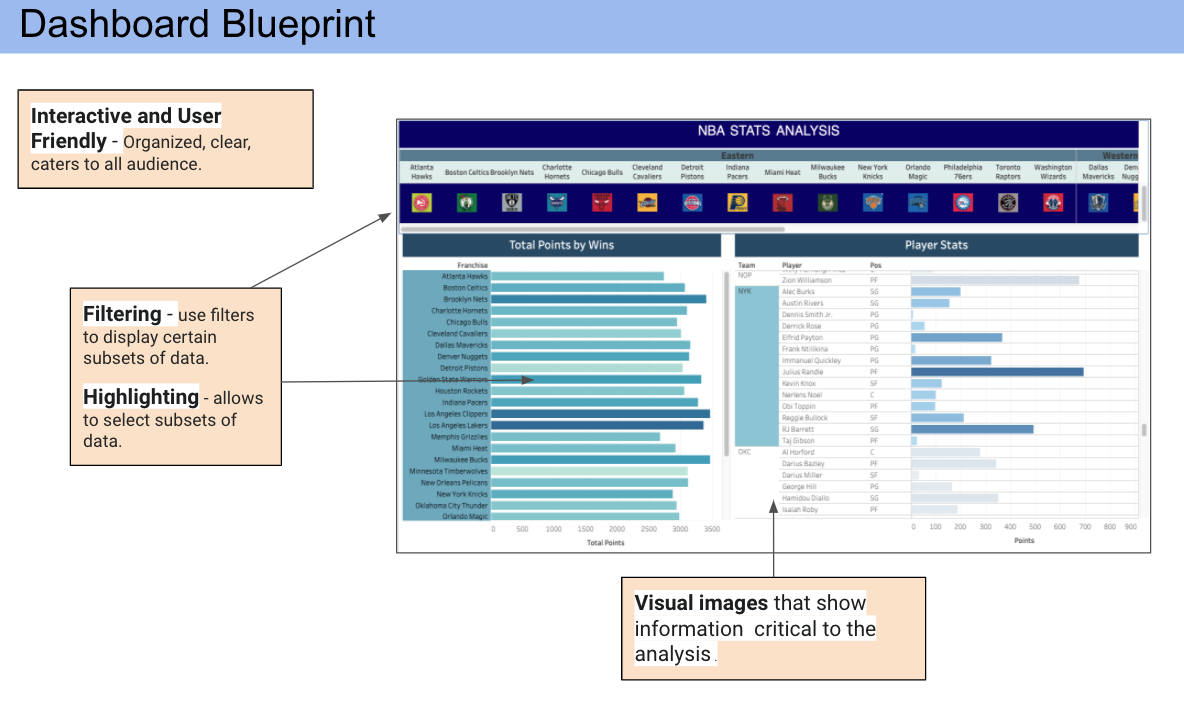 Dashboard Blueprint
Interactive and User
Friendly - Organized, clear,
caters to all audience.
Filtering - use filters
to display certain
subsets of data.
Highlighting - allows
to select subsets of
data.
NBA STATS ANALYSIS
Eastern
Western
Atlanta
Hawks
Boston Celtics
Brooklyn Nets
Charlotte
Hornets
Chicago Bulls
Cleveland
Cavaliers
Detroit
Pistons
Indiana
Pacers
Miami Heat
Milwaukee
Bucks
New York
Knicks
Orlando
Magic
Philadelphia
76ers
Toronto
Raptors
Washington
Wizards
Dallas
Mavericks
Den
Nugg
Total Points by Wins
Franchise
Atlanta Hawks
Boston Celtics
Brooklyn Nets
Charlotte Hornets
Chicago Bulls
Cleveland Cavaliers
Dallas Mavericks
Denver Nuggets
Detroit Pistons
Golden State Warriors
Houston Rockets
Indiana Pacers
Los Angeles Clippers
Los Angeles Lakers
Memphis Grizzlies
Miami Heat
Milwaukee Bucks
Minnesota Timberwolves
New Orleans Pelicans
New York Knicks
Oklahoma City Thunder
Orlando Magic
0 500 1000 1500 2000 2500 3000 3500
Total Points
Player Stats
Team Player Pos
NOP
Zion Williamson PF
NYK Alec Burks SG
Austin Rivers SG
Dennis Smith Jr. PG
Derrick Rose PG
Elfrid Payton PG
Frank Ntilikina PG
Immanuel Quickley PG
Julius Randle PF
Kevin Knox SF
Nerlens Noel C
Obi Toppin PF
Reggie Bullock SF
RJ Barrett SG
Taj Gibson PF
OKC Al Horford C
Darius Bazley PF
Darius Miller SF
George Hill PG
Hamidou Diallo SG
Isaiah Roby PF
0 100 200 300 400 500 600 700 800 900
Points
Visual images that show
information critical to the
analysis.